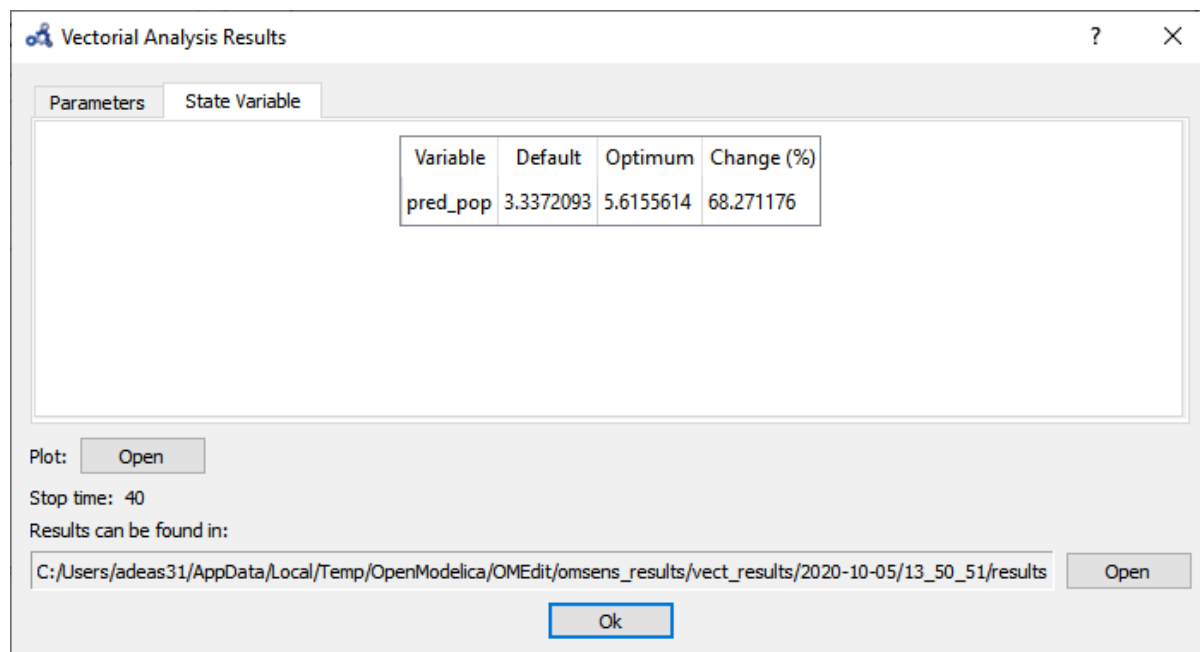 Vectorial Analysis Results ?
Parameters State Variable
Variable Default Optimum Change (%)
pred_pop 3.3372093 5.6155614 68.271176
Plot: Open
Stop time: 40
Results can be found in:
C:/Users/adeas31/AppData/Local/Temp/OpenModelica/OMEdit/omsens_results/vect_results/2020-10-05/13_50_51/results Open
Ok